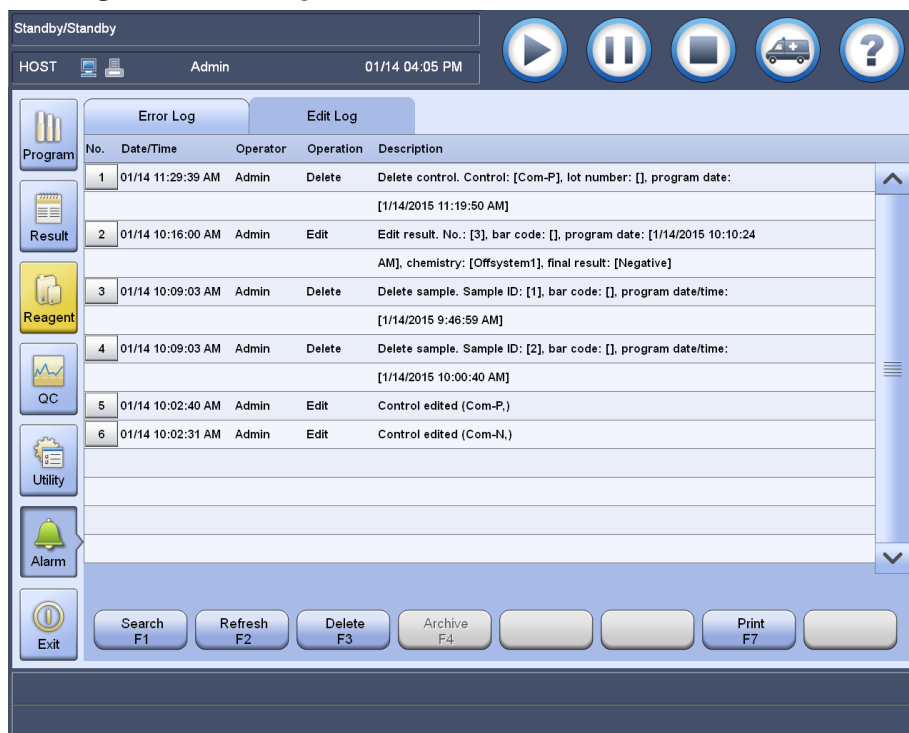 Standby/Standby
HOST Admin 01/14 04:05 PM
Program
Result
Reagent
QC
Utility
Alarm
Exit
Error Log Edit Log
No. Date/Time Operator Operation Description
1 01/14 11:29:39 AM Admin Delete Delete control. Control: [Com-P], lot number: [], program date:
[1/14/2015 11:19:50 AM]
2 01/14 10:16:00 AM Admin Edit Edit result. No.: [3], bar code: [], program date: [1/14/2015 10:10:24
AM], chemistry: [Offsystem1], final result: [Negative]
3 01/14 10:09:03 AM Admin Delete Delete sample. Sample ID: [1], bar code: [], program date/time:
[1/14/2015 9:46:59 AM]
4 01/14 10:09:03 AM Admin Delete Delete sample. Sample ID: [2], bar code: [], program date/time:
[1/14/2015 10:00:40 AM]
5 01/14 10:02:40 AM Admin Edit Control edited (Com-P,)
6 01/14 10:02:31 AM Admin Edit Control edited (Com-N,)
Search Refresh Delete Archive Print
F1 F2 F3 F4 F7